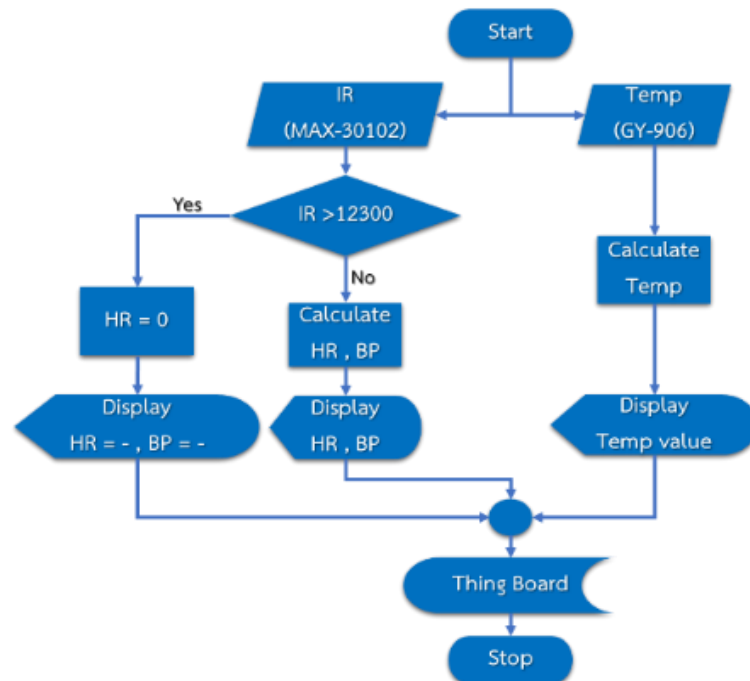 Start
IR
(MAX-30102)
Temp
(GY-906)
IR >12300
Yes
No
HR = 0
Calculate
HR , BP
Calculate
Temp
Display
HR = - , BP = -
Display
HR , BP
Display
Temp value
Thing Board
Stop